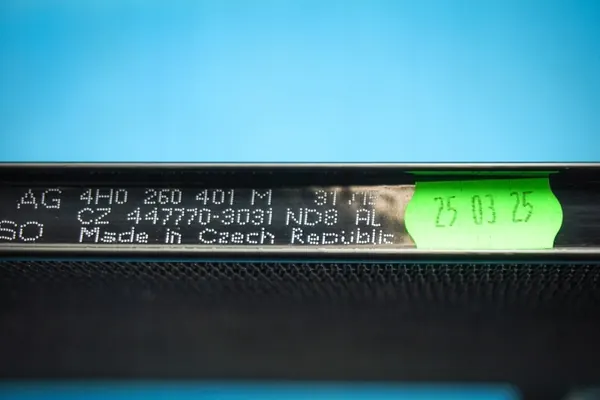 AG 4H0 260 401 M
SO CZ 447770-3031 ND8 AL
Made in Czech Republic
25 03 25